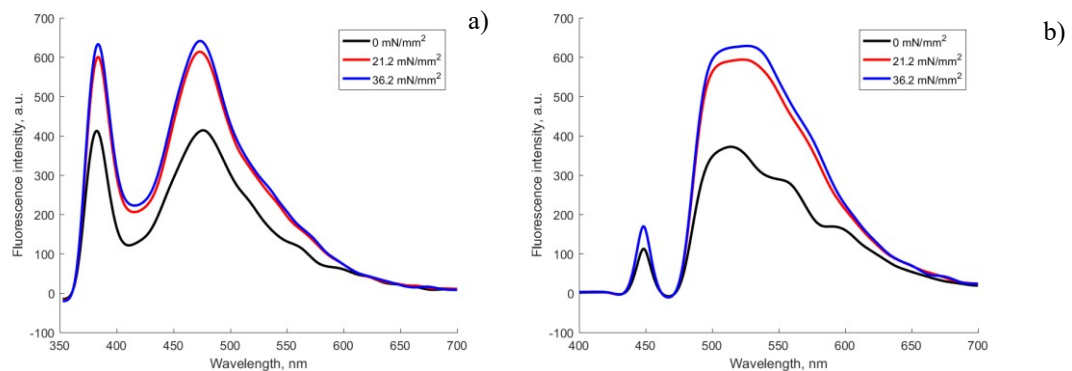 700
600
500
400
300
200
100
0
-100
350 400 450 500 550 600 650 700
Wavelength, nm
Fluorescence intensity, a.u.
0 mN/mm²
21.2 mN/mm²
36.2 mN/mm²
a)
700
600
500
400
300
200
100
0
-100
400 450 500 550 600 650 700
Wavelength, nm
Fluorescence intensity, a.u.
0 mN/mm²
21.2 mN/mm²
36.2 mN/mm²
b)